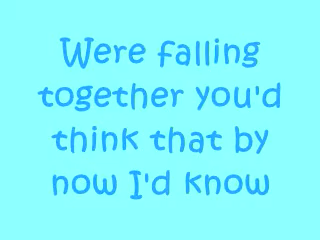 Were falling
together you'd
think that by
now I'd know